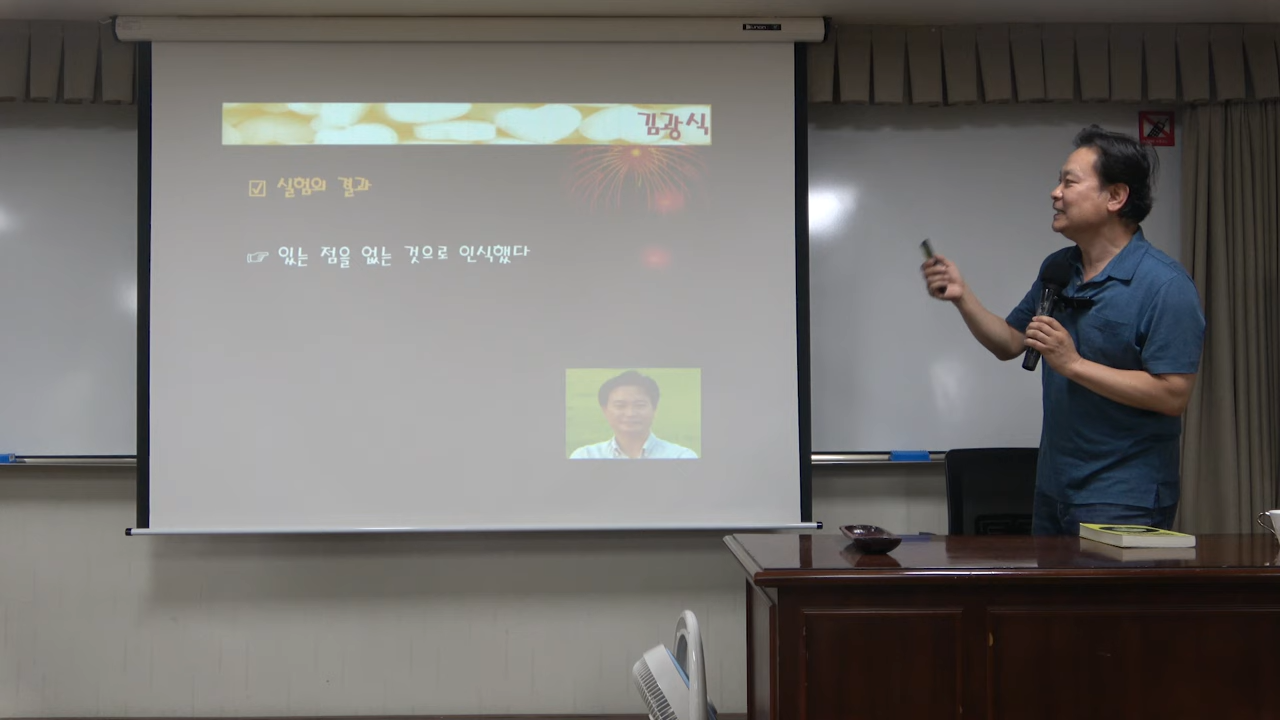 김광식
☑ 실험의 결과
☞ 있는 점을 없는 것으로 인식했다